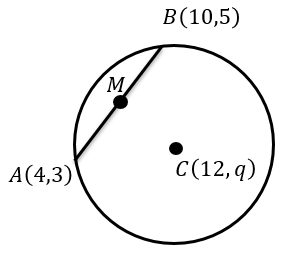 B(10,5)
M
A(4,3)
C(12, q)